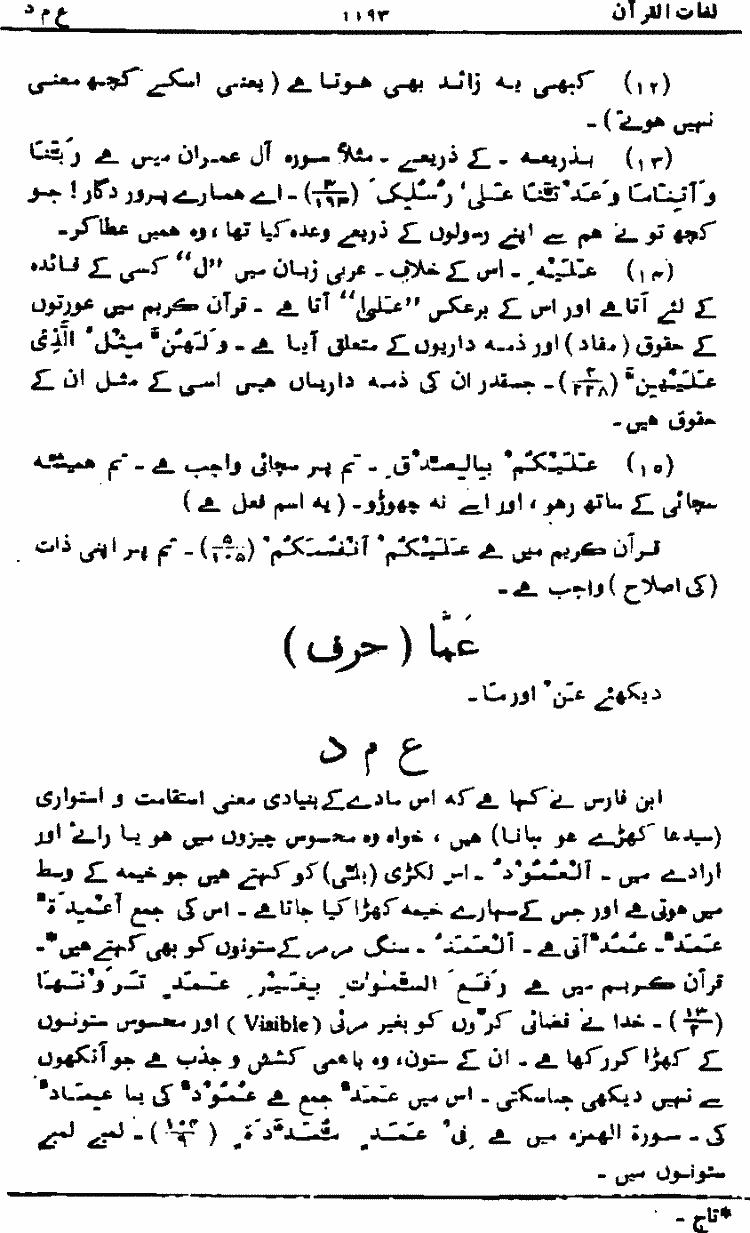 لغات القرآن ۱۱۹۳ ع م د
(۱۲) کبھی یہ زائد بھی ہوتا ہے (یعنی اسکے کچھ معنی
نہیں ہوتے)۔
(۱۳) بذریعہ ۔ کے ذریعے ۔ مثلاً سورہ آل عمران میں ہے رَبَّنَا
وَآتِنَامَا وَعَدْتَّنَا عَلٰى رُسُلِکَ (۳/۱۹۳)۔ اے ہمارے پرور دگار! جو
کچھ تو نے ہم سے اپنے رسولوں کے ذریعے وعدہ کیا تھا، وہ ہمیں عطا کر۔
(۱۴) عَلَیْہِ ۔ اس کے خلاف ۔ عربی زبان میں ”ل“ کسی کے فائدہ
کے لئے آتا ہے اور اس کے برعکس ”عَلٰى“ آتا ہے ۔ قرآن کریم میں عورتوں
کے حقوق (مفاد) اور ذمہ داریوں کے متعلق آیا ہے ۔ وَلَہُنَّ مِثْلُ الَّذِیْ
عَلَیْہِنَّ (۲/۲۲۸)۔ جسقدر ان کی ذمہ داریاں ہیں اسی کے مثل ان کے
حقوق ہیں۔
(۱۵) عَلَیْکُمْ بِالصِّدْقِ ۔ تم پر سچائی واجب ہے ۔ تم ہمیشہ
سچائی کے ساتھ رہو، اور اسے نہ چھوڑو۔ (یہ اسم فعل ہے)
قرآن کریم میں ہے عَلَیْکُمْ اَنْفُسَکُمْ (۵/۱۰۵)۔ تم پر اپنی ذات
(کی اصلاح) واجب ہے۔
عَمَّا (حرف)
دیکھئے عَنْ اور مَا ۔
ع م د
ابن فارس نے کہا ہے کہ اس مادے کے بنیادی معنی استقامت و استواری
(سیدھا کھڑے ہو جانا) ہیں، خواہ وہ محسوس چیزوں میں ہو یا رائے اور
ارادے میں ۔ اَلْعَمُوْدُ ۔ اس لکڑی (بلّی) کو کہتے ہیں جو خیمہ کے وسط
میں ہوتی ہے اور جس کے سہارے خیمہ کھڑا کیا جاتا ہے ۔ اس کی جمع اَعْمِدَۃٌ
عَمَدٌ۔ عُمُدٌ آتی ہے ۔ اَلْعَمَدُ ۔ سنگ مرمر کے ستونوں کو بھی کہتے ہیں*۔
قرآن کریم میں ہے رَفَعَ السَّمٰوٰتِ بِغَیْرِ عَمَدٍ تَرَوْنَہَا
(۱۳/۲)۔ خدا نے فضائی کرّوں کو بغیر مرئی (Visible) اور محسوس ستونوں
کے کھڑا کر رکھا ہے ۔ ان کے ستون، وہ باہمی کشش و جذب ہے جو آنکھوں
سے نہیں دیکھی جاسکتی ۔ اس میں عَمَدٌ جمع ہے عَمُوْدٌ کی یا عِمَادٌ
کی ۔ سورۃ الہمزہ میں ہے فِیْ عَمَدٍ مُّمَدَّدَۃٍ (۱۰۴/۹)۔ لمبے لمبے
ستونوں میں ۔
*تاج ۔